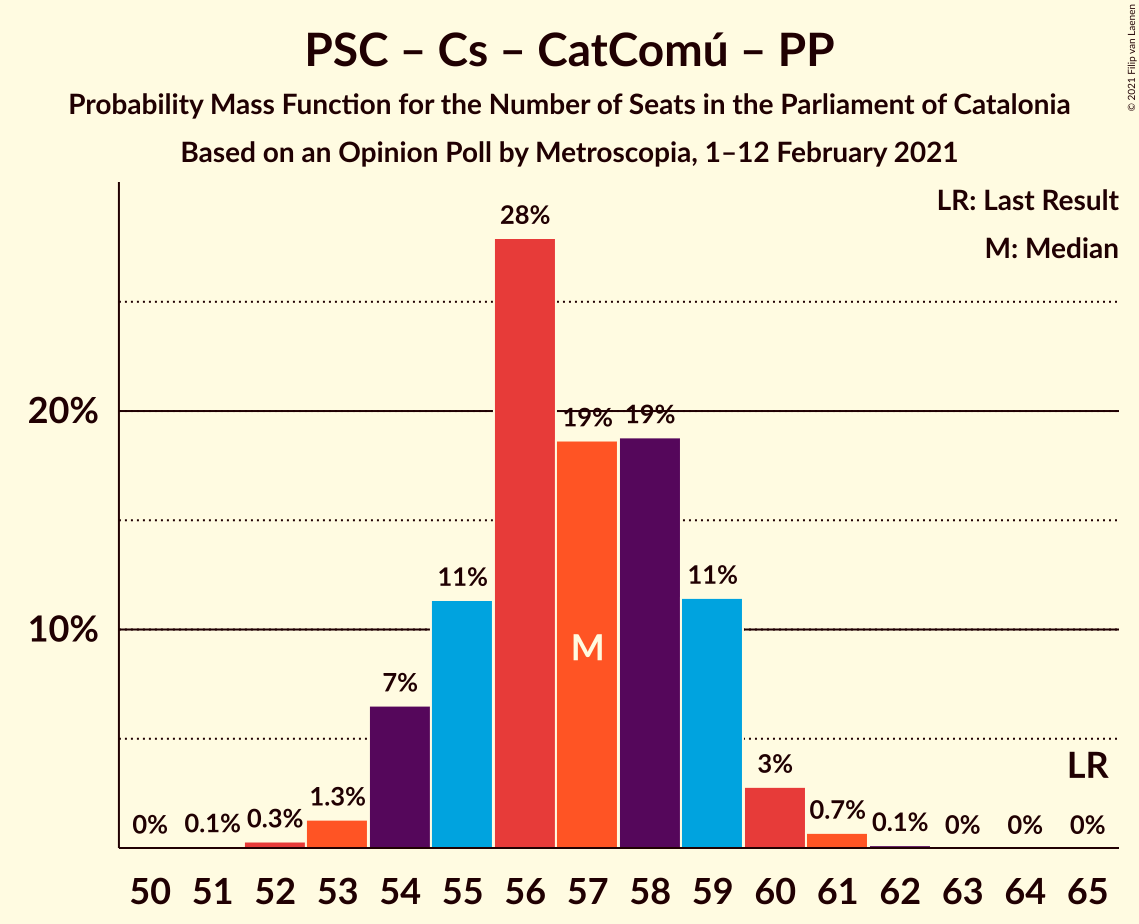 PSC – Cs – CatComú – PP
Probability Mass Function for the Number of Seats in the Parliament of Catalonia
Based on an Opinion Poll by Metroscopia, 1–12 February 2021
© 2021 Filip van Laenen
LR: Last Result
M: Median
28%
20%
19% 19%
11% 11%
10%
M
7%
3%
LR
0% 0.1% 0.3% 1.3% 0.7% 0.1% 0% 0% 0%
50 51 52 53 54 55 56 57 58 59 60 61 62 63 64 65